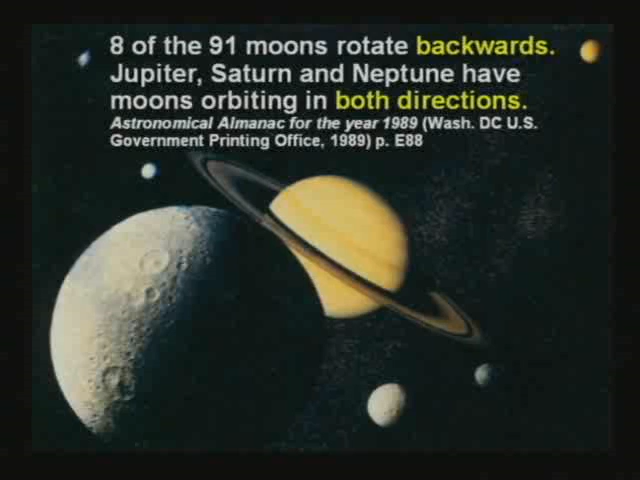 8 of the 91 moons rotate backwards.
Jupiter, Saturn and Neptune have
moons orbiting in both directions.
Astronomical Almanac for the year 1989 (Wash. DC U.S.
Government Printing Office, 1989) p. E88